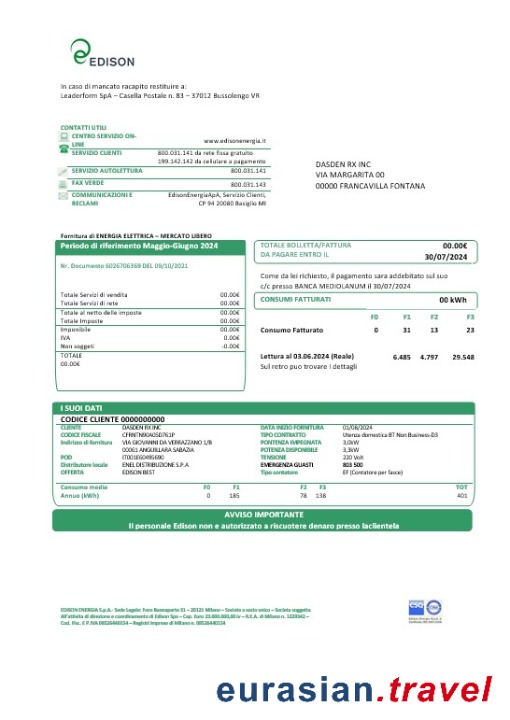 EDISON
In caso di mancato racapito restituire a:
Leaderform SpA – Casella Postale n. 83 – 37012 Bussolengo VR
CONTATTI UTILI
CENTRO SERVIZIO ON-LINE www.edisonenergia.it
SERVIZIO CLIENTI 800.031.141 da rete fissa gratuito
199.142.142 da cellulare a pagamento
SERVIZIO AUTOLETTURA 800.031.141
FAX VERDE 800.031.143
COMUNICAZIONI E RECLAMI EdisonEnergiaApA, Servizio Clienti,
CP 94 20080 Basiglio MI
DASDEN RX INC
VIA MARGARITA 00
00000 FRANCAVILLA FONTANA
Fornitura di ENERGIA ELETTRICA – MERCATO LIBERO
Periodo di riferimento Maggio-Giugno 2024
Nr. Documento 6026706369 DEL 09/10/2021
Totale Servizi di vendita 00.00€
Totale Servizi di rete 00.00€
Totale al netto delle imposte 00.00€
Totale Imposte 00.00€
Imponibile 00.00€
IVA 0.00€
Non soggeti -0.00€
TOTALE
00.00€
TOTALE BOLLETTA/FATTURA 00.00€
DA PAGARE ENTRO IL 30/07/2024
Come da lei richiesto, il pagamento sara addebitato sul suo
c/c presso BANCA MEDIOLANUM il 30/07/2024
CONSUMI FATTURATI 00 kWh
F0 F1 F2 F3
Consumo Fatturato 0 31 13 23
Lettura al 03.06.2024 (Reale) 6.485 4.797 29.548
Sul retro puo trovare i dettagli
I SUOI DATI
CODICE CLIENTE 0000000000
CLIENTE DASDEN RX INC
CODICE FISCALE CFRNTN90A05D761P
Indirizzo di fornitura VIA GIOVANNI DA VERRAZZANO 1/B
00061 ANGUILLARA SABAZIA
POD IT001E60495690
Distributore locale ENEL DISTRIBUZIONE S.P.A
OFFERTA EDISON BEST
DATA INIZIO FORNITURA 01/08/2024
TIPO CONTRATTO Utenza domestica BT Non Business-D3
PONTENZA IMPEGNATA 3,0kW
POTENZA DISPONIBILE 3,3kW
TENSIONE 220 Volt
EMERGENZA GUASTI 803 500
Tipo contatore EF (Contatore per fasce)
Consumo medio F0 F1 F2 F3 TOT
Annuo (kWh) 0 185 78 138 401
AVVISO IMPORTANTE
Il personale Edison non e autorizzato a riscuotere denaro presso laclientela
EDISON ENERGIA S.p.A.- Sede Legale: Foro Buonaparte 31 – 20121 Milano – Societa a socio unico – Societa soggetta
All'attivita di direzione e coordinamento di Edison Spa – Cap. Euro 23.000.000,00 iv – R.E.A. di Milano n.
Cod. Fisc. E P.IVA 08526440154 – Registri Imprese di Milano n. 08526440154
CSQ
eurasian.travel